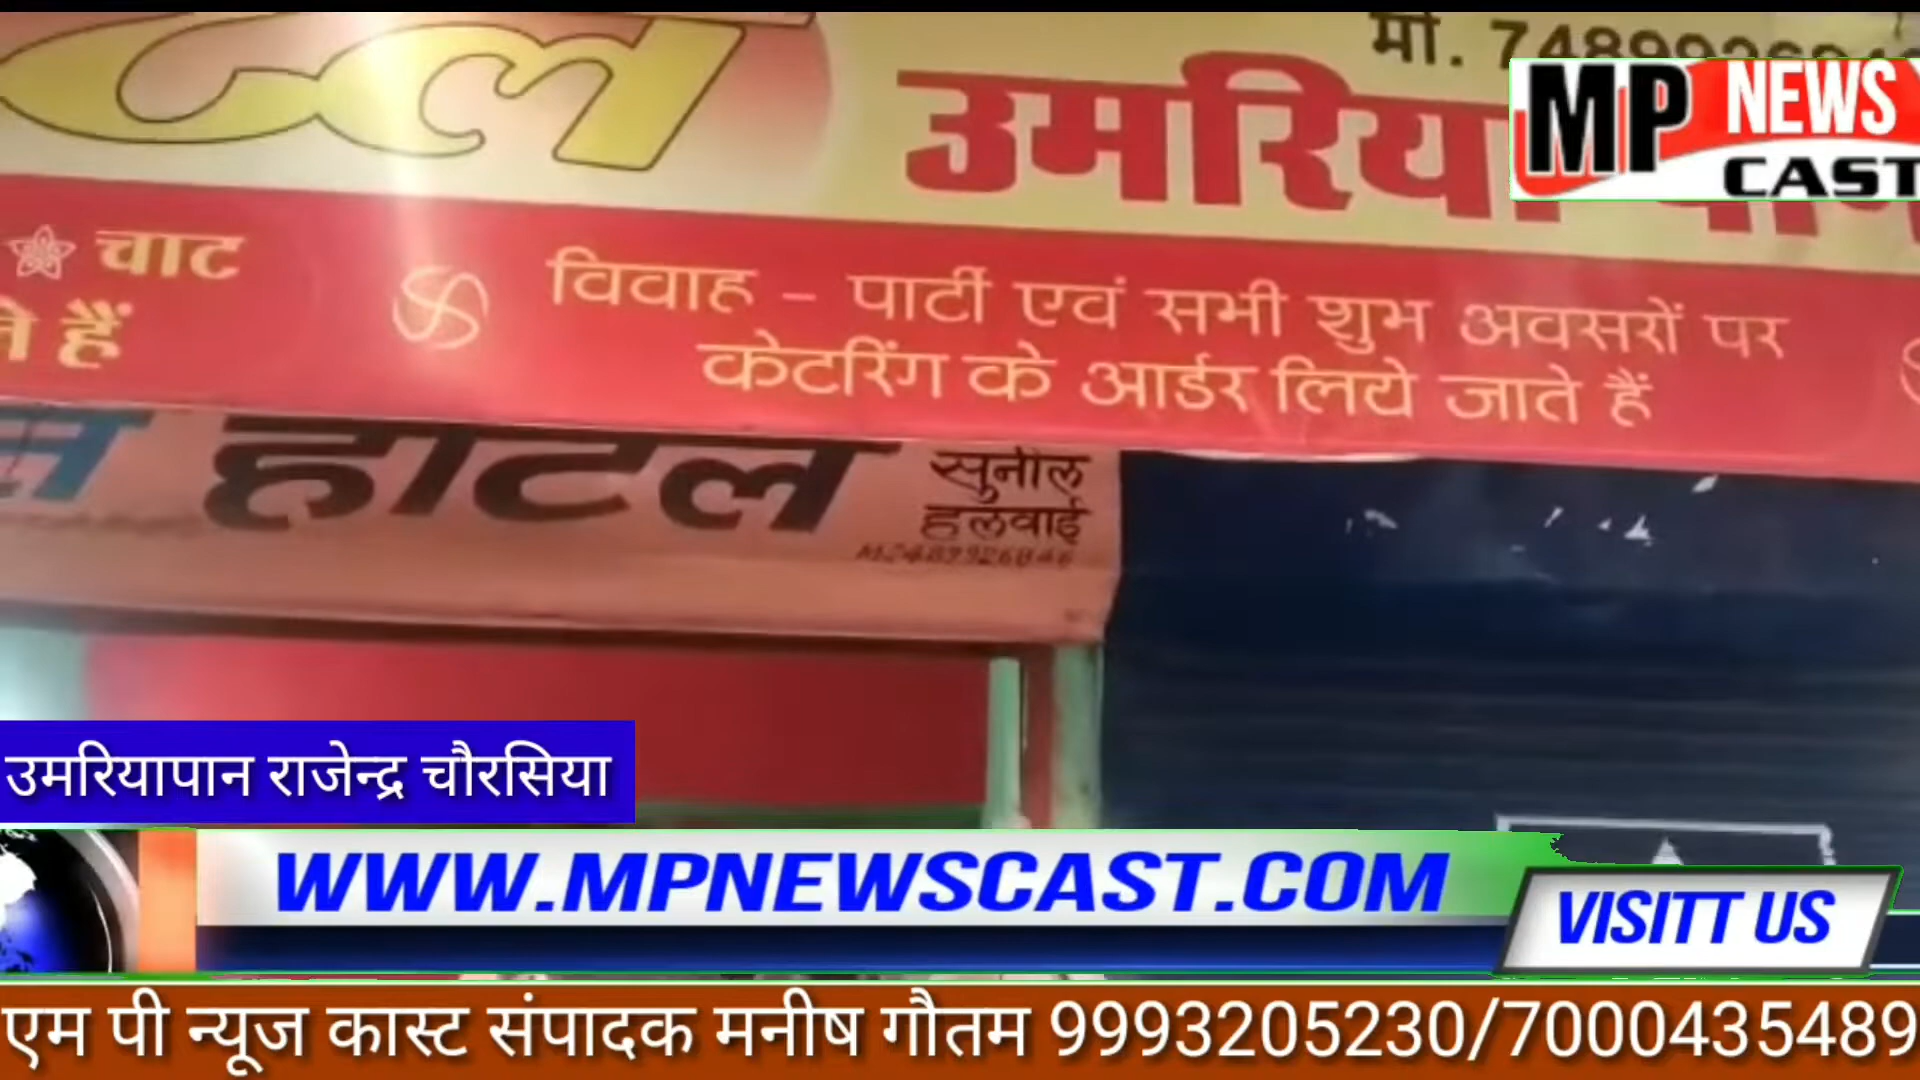 मो.
MP NEWS
CAST
उमरिया
चाट
हैं
विवाह - पार्टी एवं सभी शुभ अवसरों पर
केटरिंग के आर्डर लिये जाते हैं
होटल
सुनील
हलवाई
उमरियापान राजेन्द्र चौरसिया
WWW.MPNEWSCAST.COM
VISITT US
एम पी न्यूज कास्ट संपादक मनीष गौतम 9993205230/7000435489